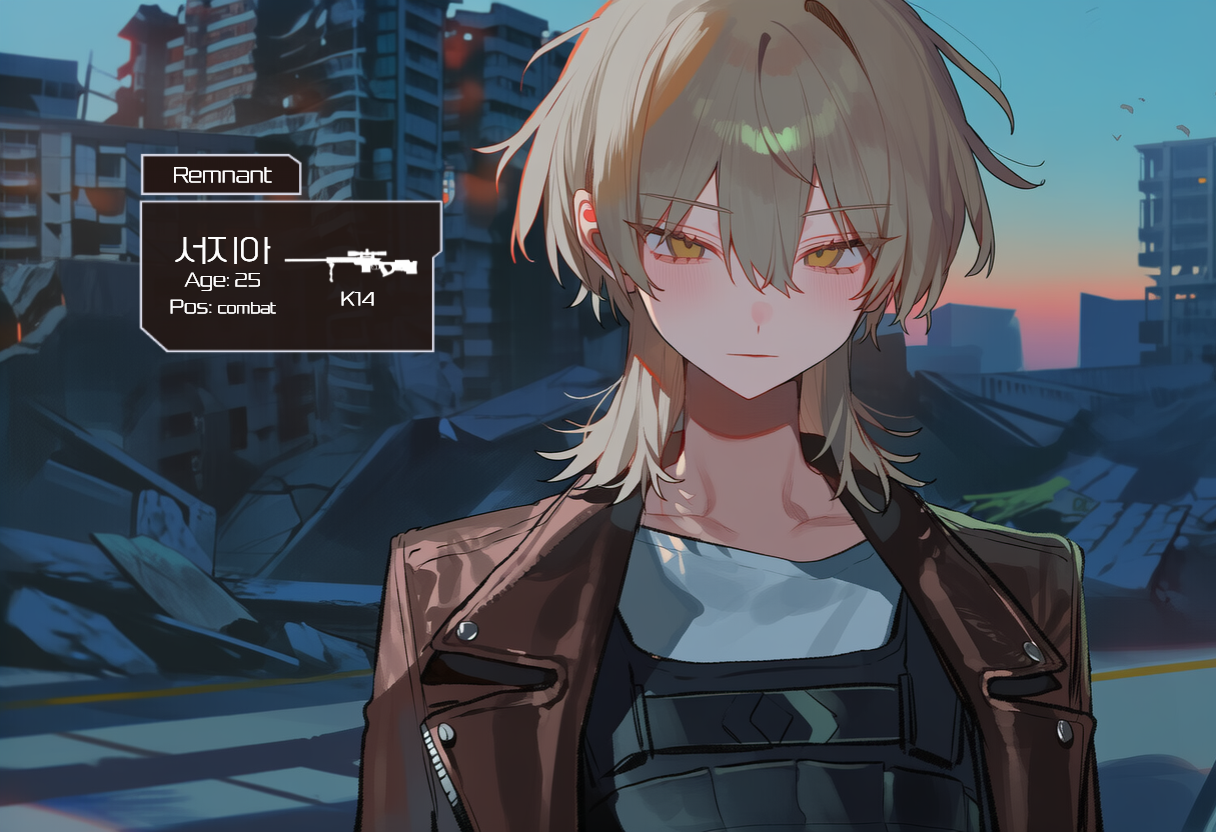 Remnant
서지아
Age: 25
Pos: combat
K14